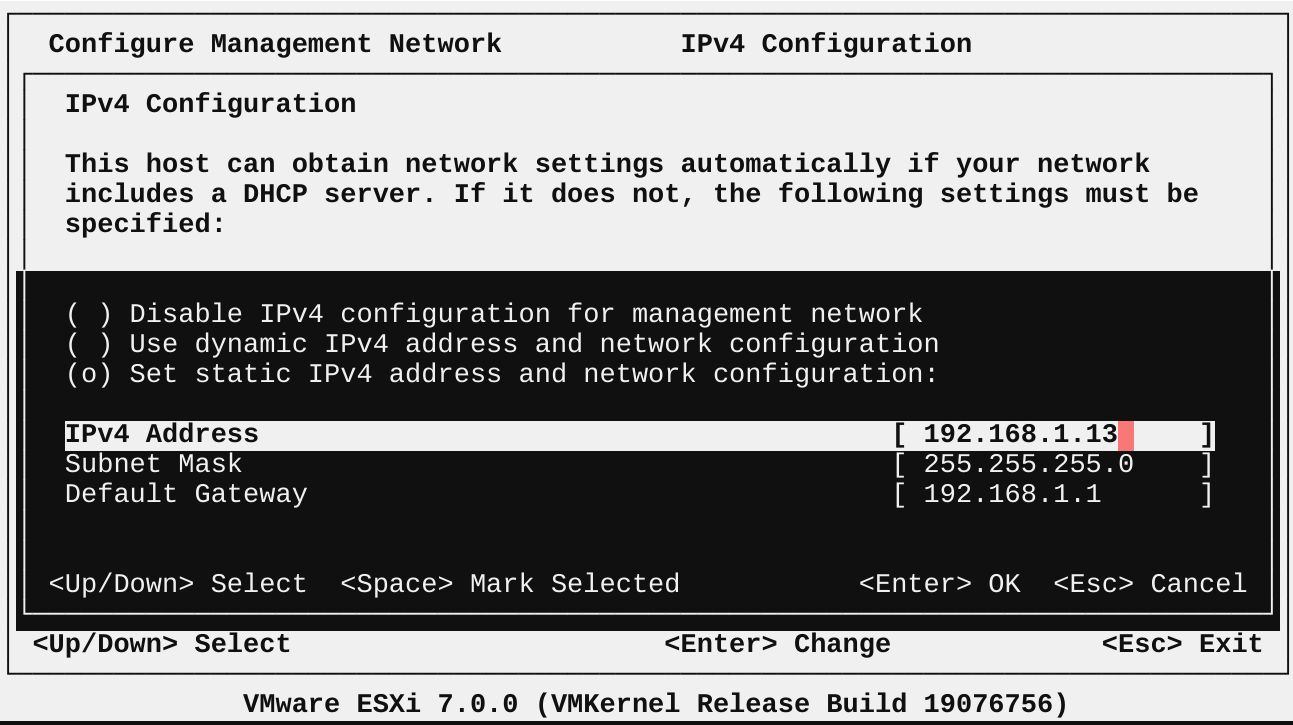 Configure Management Network IPv4 Configuration
IPv4 Configuration
This host can obtain network settings automatically if your network
includes a DHCP server. If it does not, the following settings must be
specified:
( ) Disable IPv4 configuration for management network
( ) Use dynamic IPv4 address and network configuration
(o) Set static IPv4 address and network configuration:
IPv4 Address [ 192.168.1.13 ]
Subnet Mask [ 255.255.255.0 ]
Default Gateway [ 192.168.1.1 ]
<Up/Down> Select <Space> Mark Selected <Enter> OK <Esc> Cancel
<Up/Down> Select <Enter> Change <Esc> Exit
VMware ESXi 7.0.0 (VMKernel Release Build 19076756)